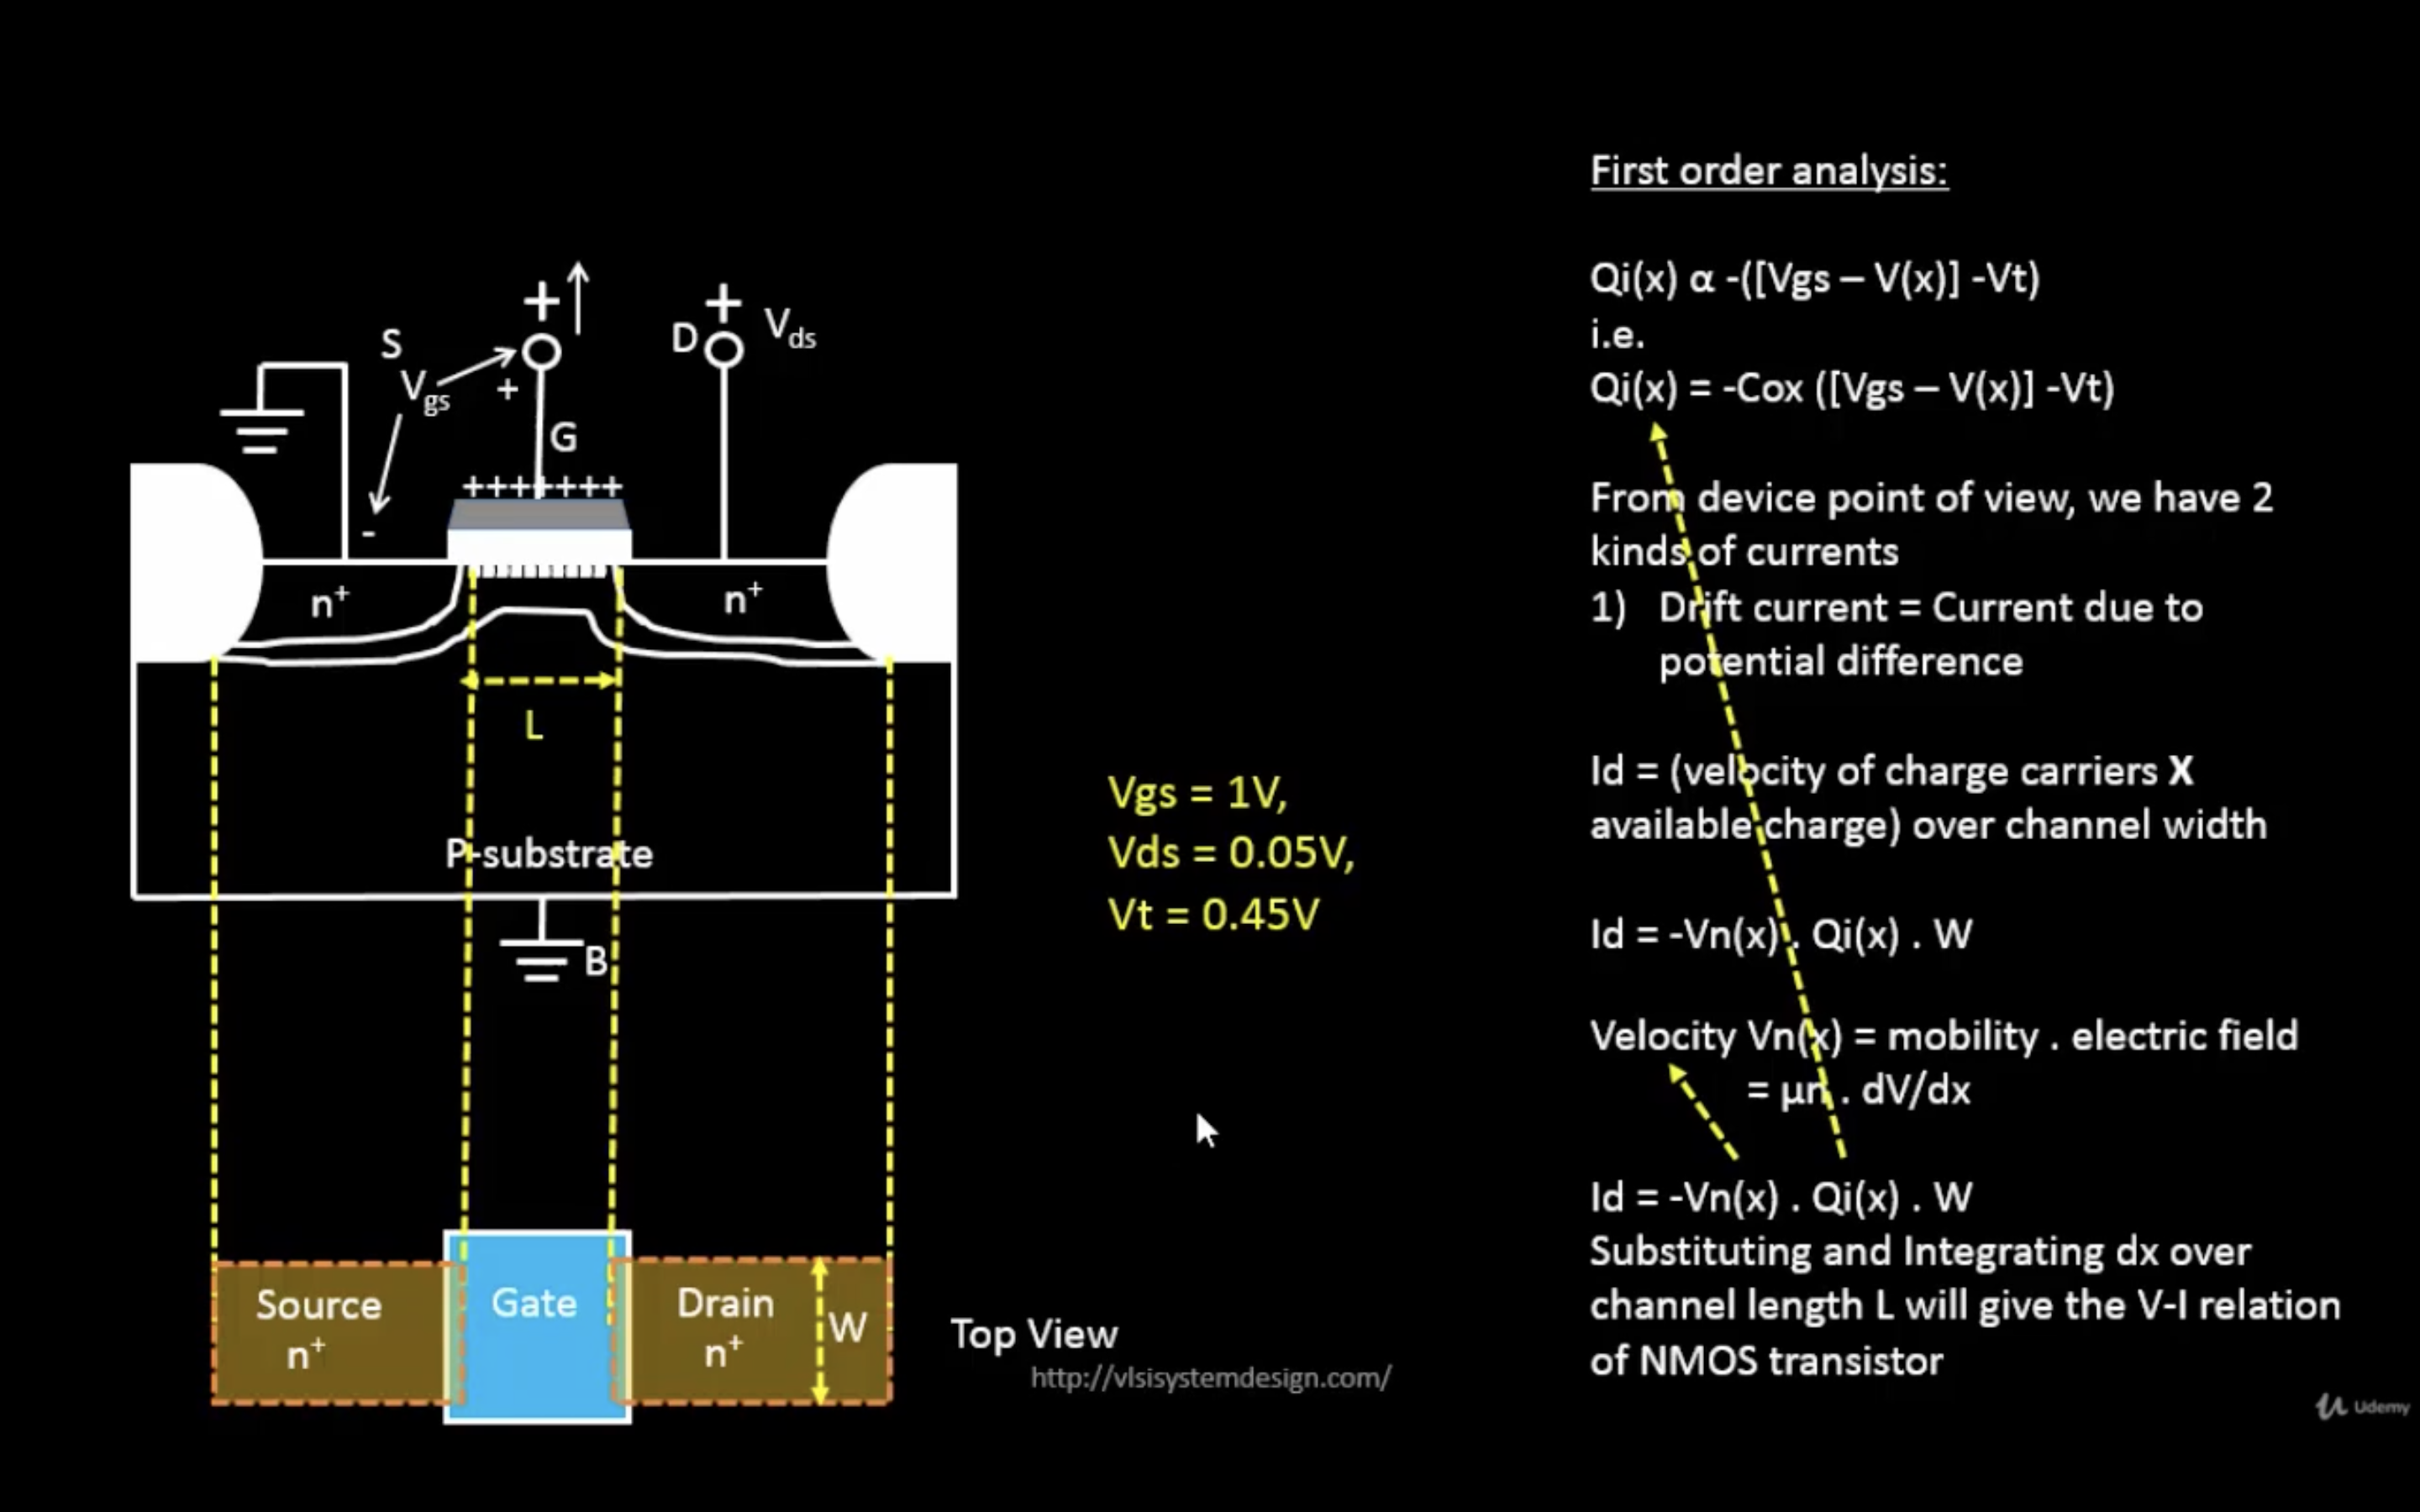 First order analysis:
Qi(x) α -([Vgs – V(x)] -Vt)
i.e.
Qi(x) = -Cox ([Vgs – V(x)] -Vt)
From device point of view, we have 2
kinds of currents
1) Drift current = Current due to
potential difference
Id = (velocity of charge carriers X
available charge) over channel width
Id = -Vn(x) . Qi(x) . W
Velocity Vn(x) = mobility . electric field
= μn . dV/dx
Id = -Vn(x) . Qi(x) . W
Substituting and Integrating dx over
channel length L will give the V-I relation
of NMOS transistor
+
+
S
D
Vds
Vgs
+
G
+++++++
-
n+
n+
L
P-substrate
B
Vgs = 1V,
Vds = 0.05V,
Vt = 0.45V
Source
n+
Gate
Drain
n+
W
Top View
http://vlsisystemdesign.com/
Udemy